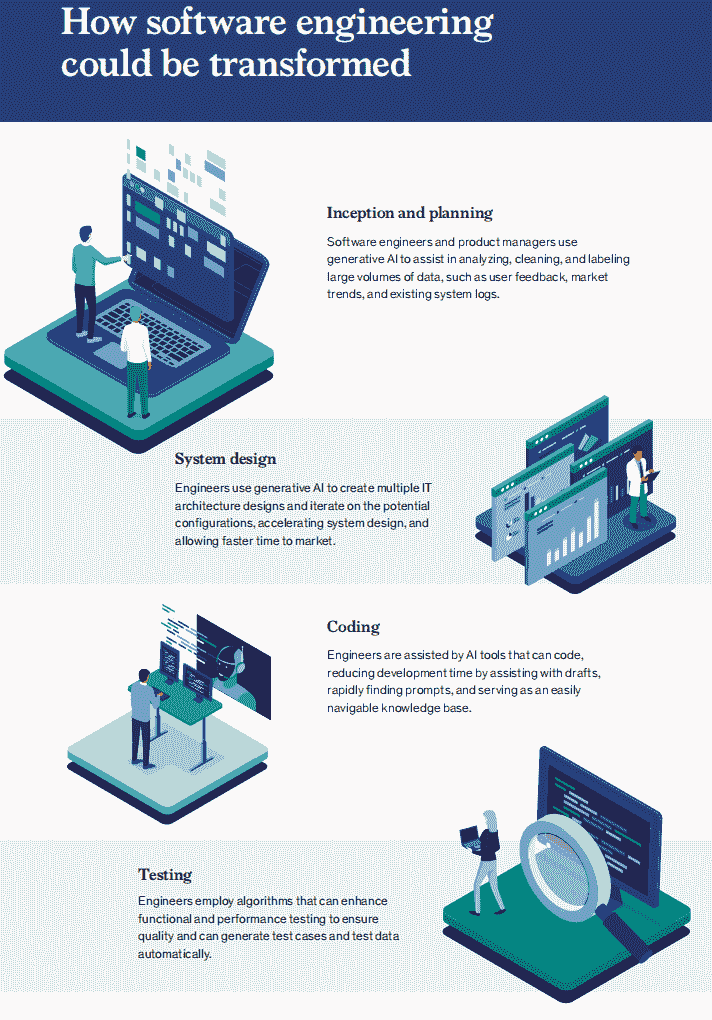 How software engineering
could be transformed
Inception and planning
Software engineers and product managers use
generative AI to assist in analyzing, cleaning, and labeling
large volumes of data, such as user feedback, market
trends, and existing system logs.
System design
Engineers use generative AI to create multiple IT
architecture designs and iterate on the potential
configurations, accelerating system design, and
allowing faster time to market.
Coding
Engineers are assisted by AI tools that can code,
reducing development time by assisting with drafts,
rapidly finding prompts, and serving as an easily
navigable knowledge base.
Testing
Engineers employ algorithms that can enhance
functional and performance testing to ensure
quality and can generate test cases and test data
automatically.